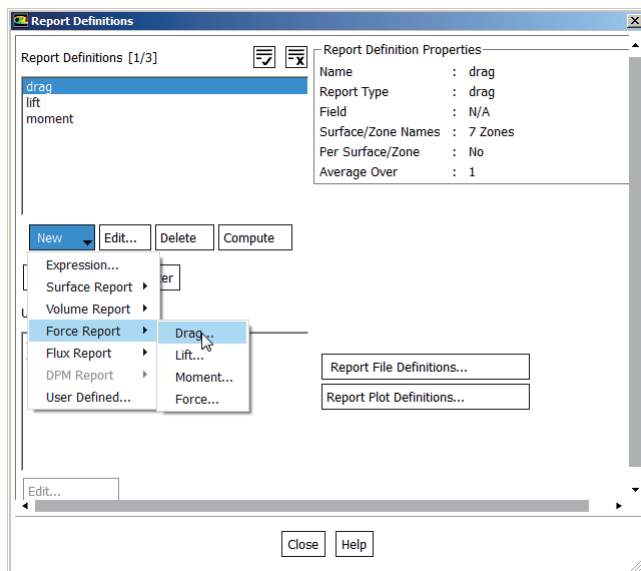 Report Definitions
Report Definitions [1/3]
drag
lift
moment
Report Definition Properties
Name : drag
Report Type : drag
Field : N/A
Surface/Zone Names : 7 Zones
Per Surface/Zone : No
Average Over : 1
New Edit... Delete Compute
Expression...
Surface Report
Volume Report
Force Report
Flux Report
DPM Report
User Defined...
Drag...
Lift...
Moment...
Force...
Report File Definitions...
Report Plot Definitions...
Edit...
Close Help